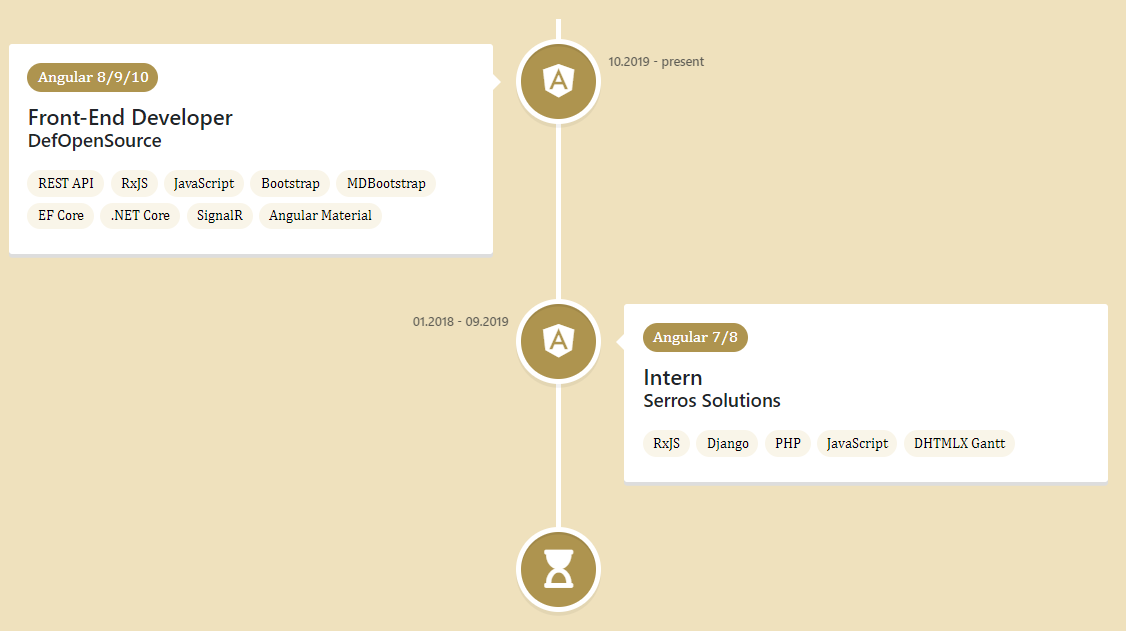 Angular 8/9/10
10.2019 - present
Front-End Developer
DefOpenSource
REST API RxJS JavaScript Bootstrap MDBootstrap
EF Core .NET Core SignalR Angular Material
01.2018 - 09.2019
Angular 7/8
Intern
Serros Solutions
RxJS Django PHP JavaScript DHTMLX Gantt